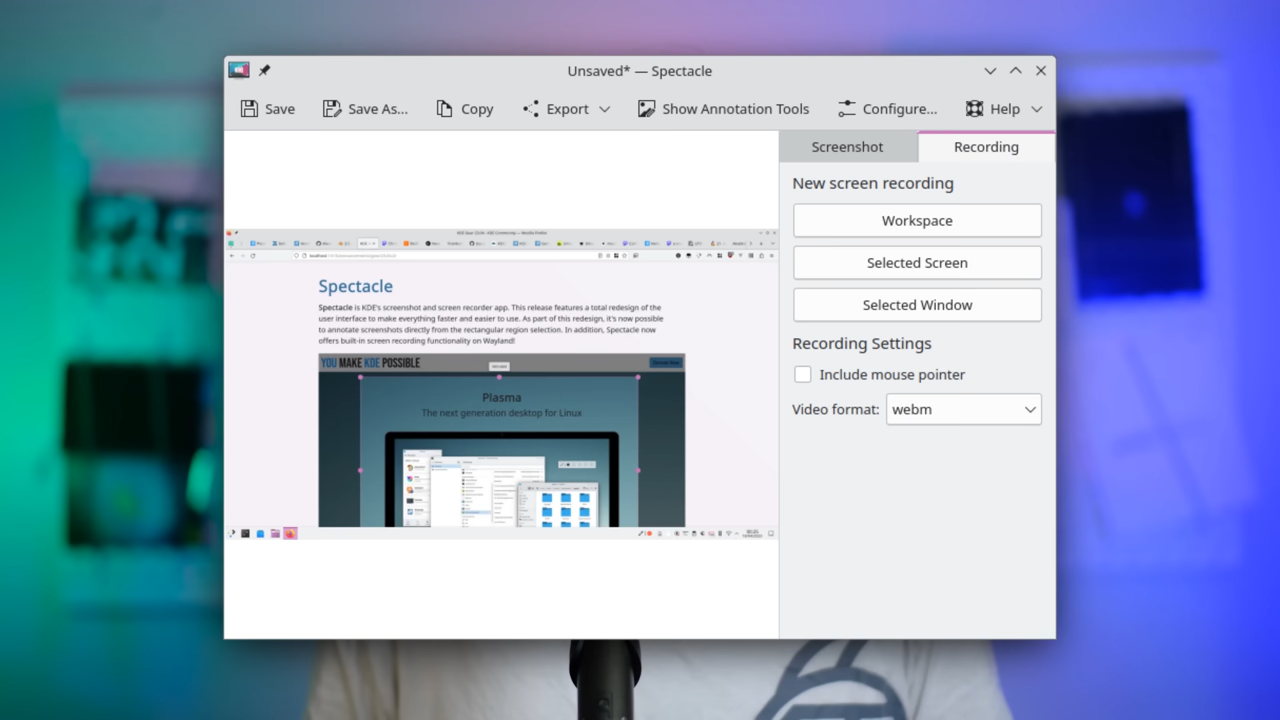 Unsaved* — Spectacle
Save
Save As...
Copy
Export
Show Annotation Tools
Configure...
Help
Screenshot
Recording
New screen recording
Workspace
Selected Screen
Selected Window
Recording Settings
Include mouse pointer
Video format:
webm
Spectacle
Spectacle is KDE's screenshot and screen recorder app. This release features a total redesign of the
user interface to make everything faster and easier to use. As part of this redesign, it's now possible
to annotate screenshots directly from the rectangular region selection. In addition, Spectacle now
offers built-in screen recording functionality on Wayland!
YOU MAKE KDE POSSIBLE
Plasma
The next generation desktop for Linux